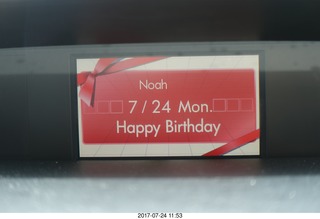 Noah
□□ 7 / 24 Mon. □□□
Happy Birthday
2017-07-24 11:53